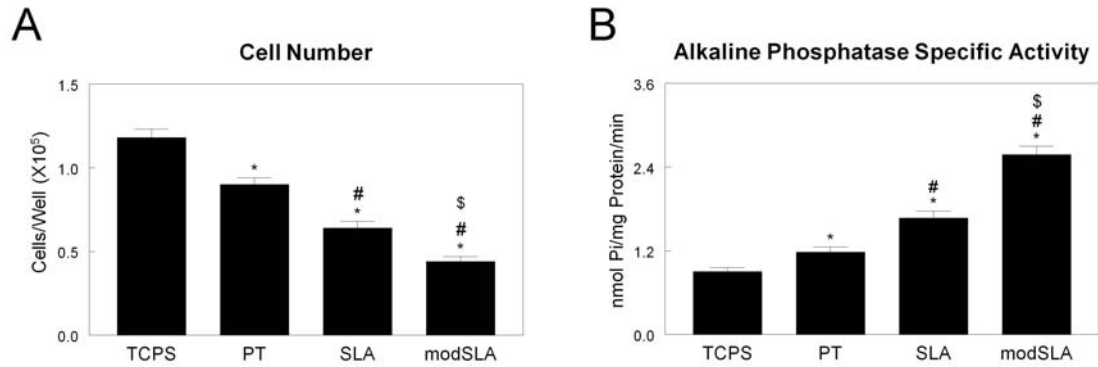 A
Cell Number
Cells/Well (X10⁵)
1.5
1.0
0.5
0.0
*
#
*
$
#
*
TCPS PT SLA modSLA
B
Alkaline Phosphatase Specific Activity
nmol Pi/mg Protein/min
3.6
2.4
1.2
0.0
*
#
*
$
#
*
TCPS PT SLA modSLA